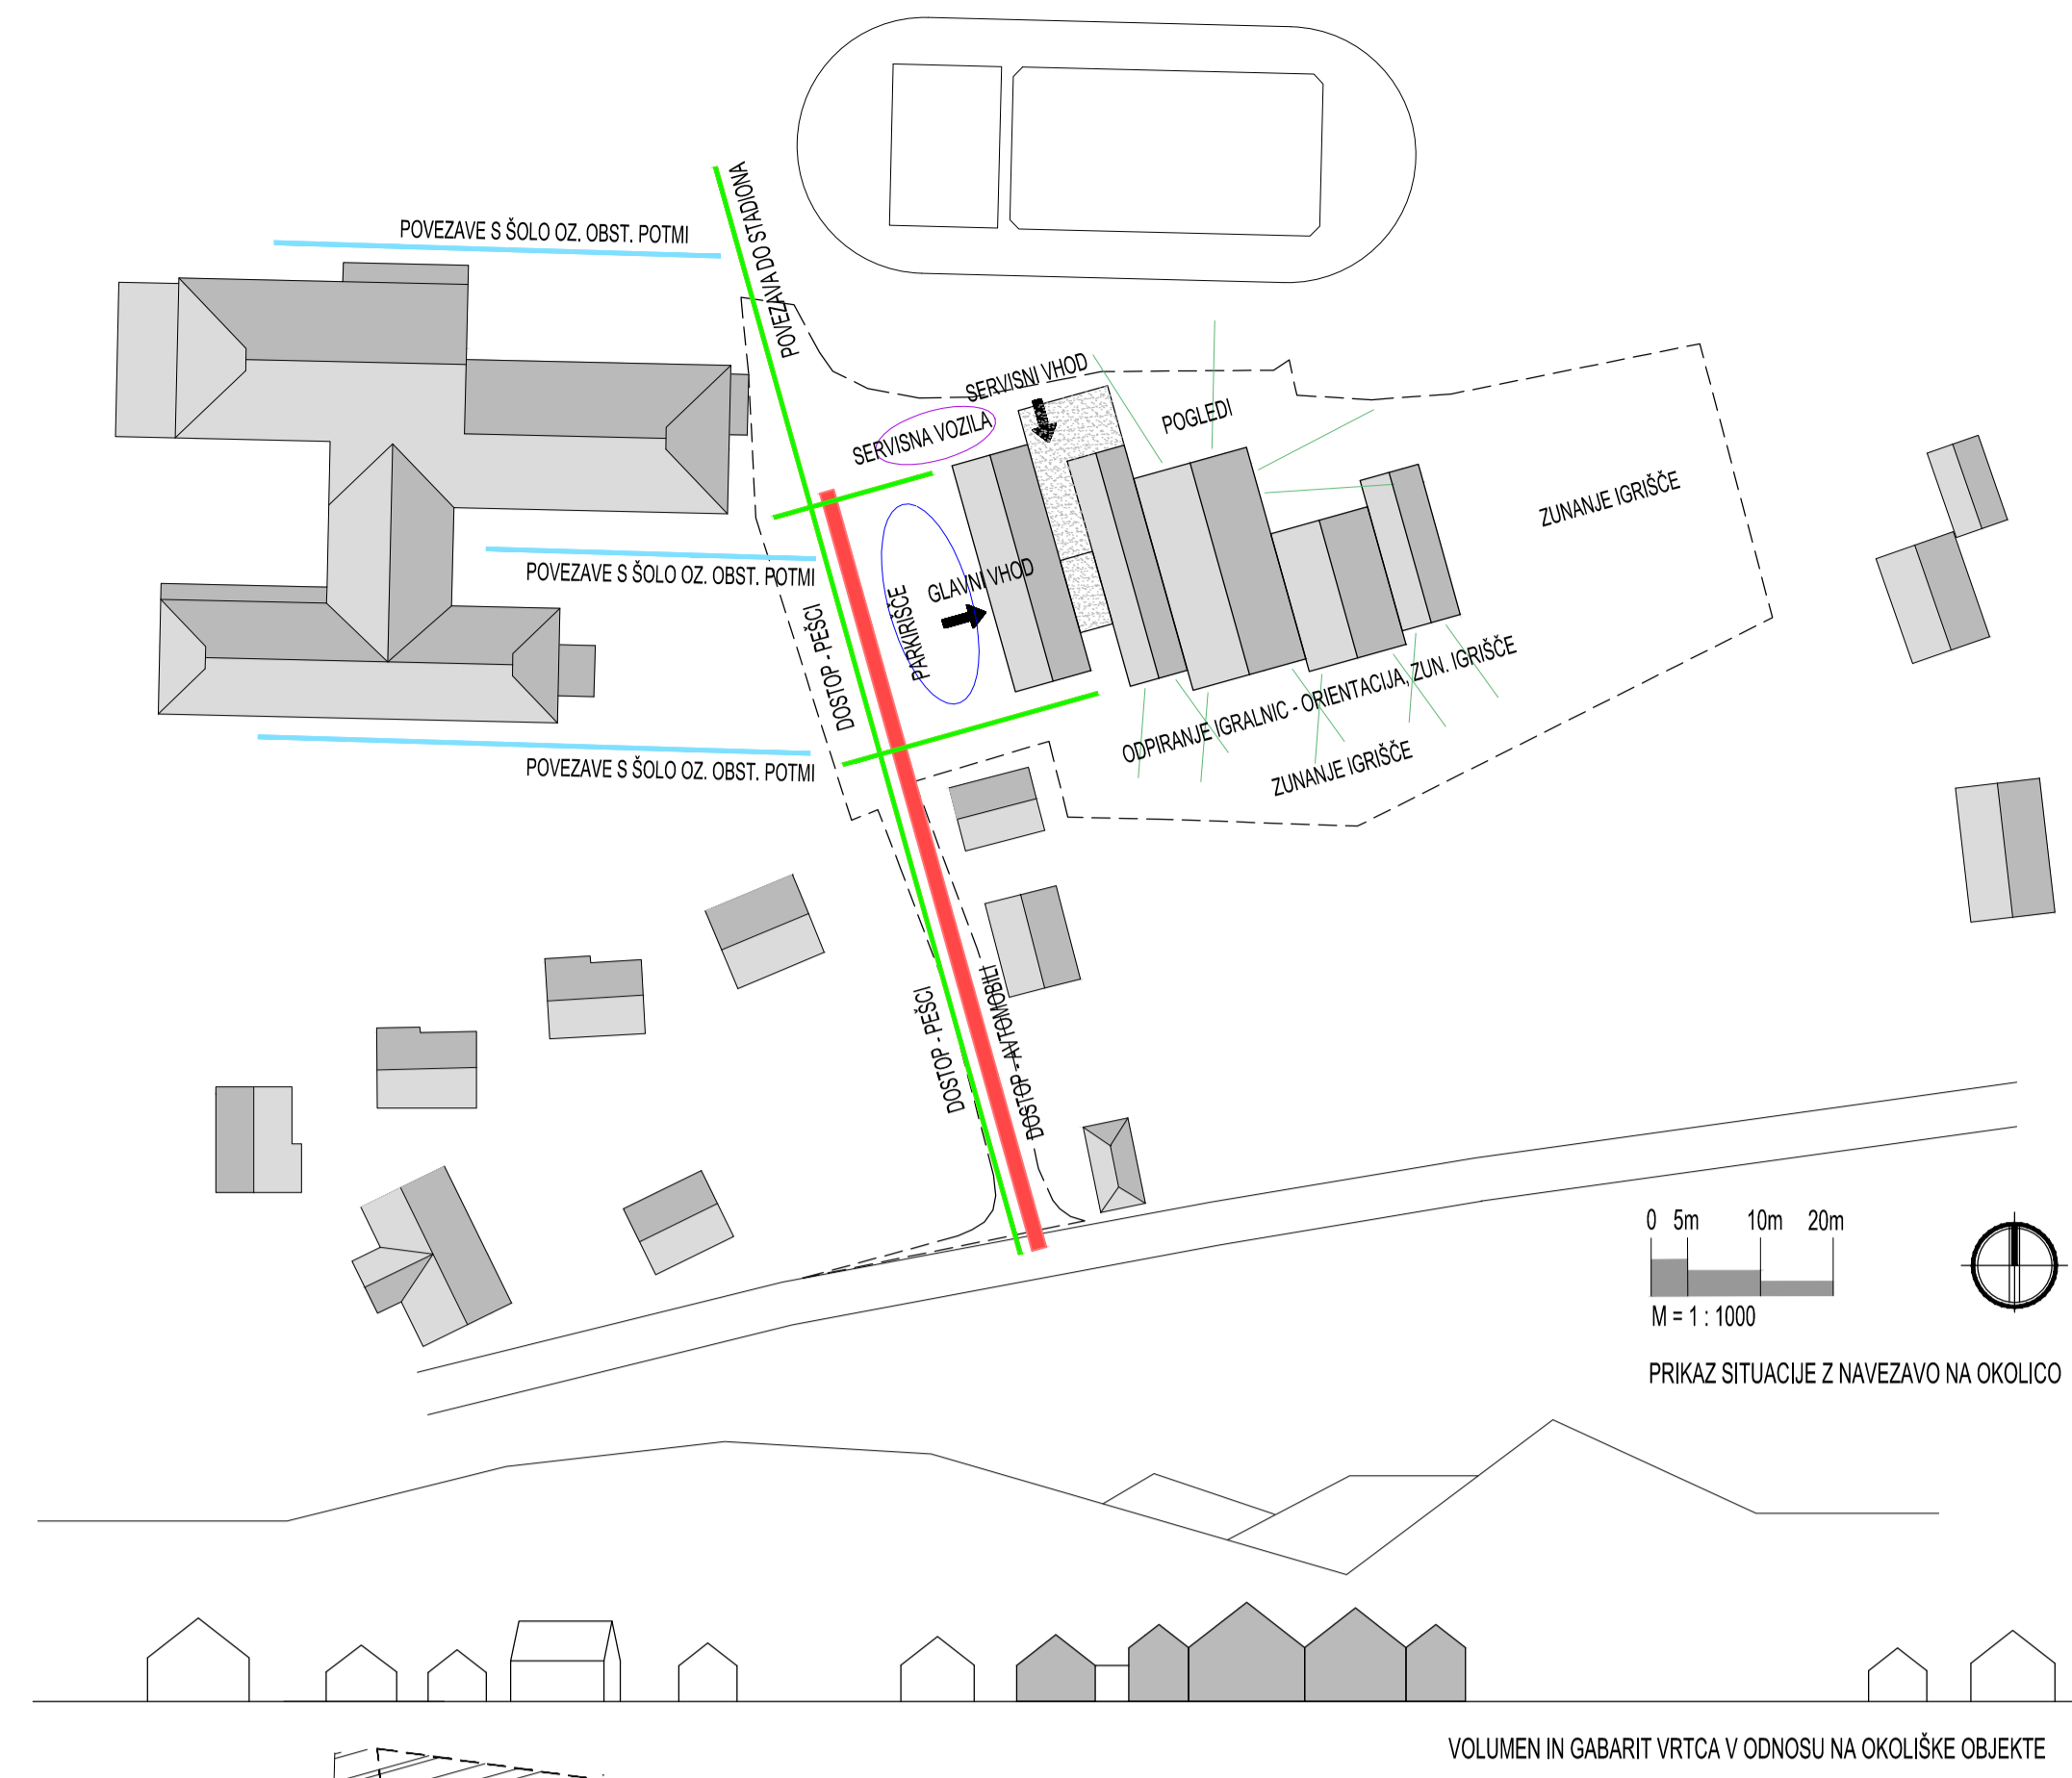 POVEZAVA DO STADIONA
POVEZAVE S ŠOLO OZ. OBST. POTMI
SERVISNI VHOD
POGLEDI
SERVISNA VOZILA
ZUNANJE IGRIŠČE
POVEZAVE S ŠOLO OZ. OBST. POTMI
GLAVNI VHOD
PARKIRIŠČE
DOSTOP - PEŠCI
ODPIRANJE IGRALNIC - ORIENTACIJA, ZUN. IGRIŠČE
POVEZAVE S ŠOLO OZ. OBST. POTMI
ZUNANJE IGRIŠČE
DOSTOP - PEŠCI
DOSTOP - AVTOMOBILI
0 5m 10m 20m
M = 1 : 1000
PRIKAZ SITUACIJE Z NAVEZAVO NA OKOLICO
VOLUMEN IN GABARIT VRTCA V ODNOSU NA OKOLIŠKE OBJEKTE